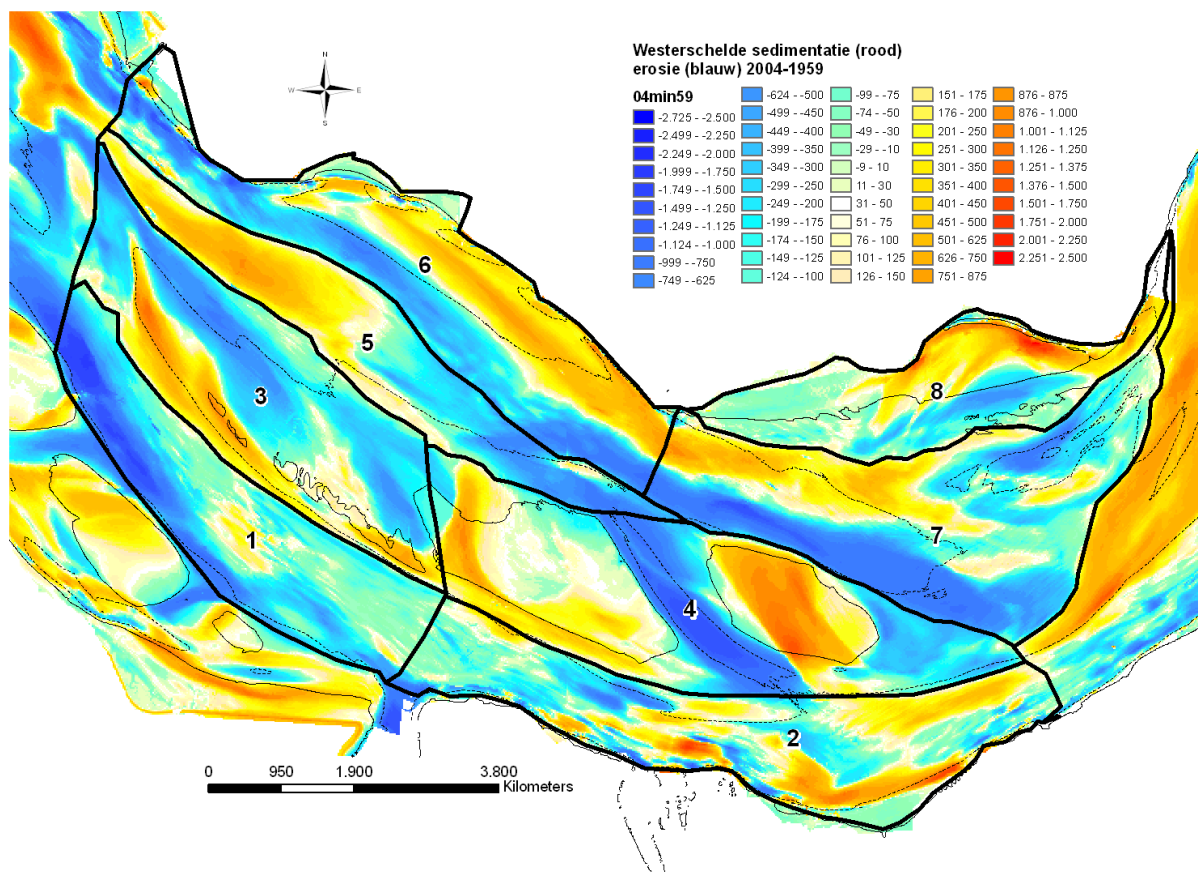 Westerschelde sedimentatie (rood)
erosie (blauw) 2004-1959
04min59
-2.725 - -2.500
-2.499 - -2.250
-2.249 - -2.000
-1.999 - -1.750
-1.749 - -1.500
-1.499 - -1.250
-1.249 - -1.125
-1.124 - -1.000
-999 - -750
-749 - -625
-624 - -500
-499 - -450
-449 - -400
-399 - -350
-349 - -300
-299 - -250
-249 - -200
-199 - -175
-174 - -150
-149 - -125
-124 - -100
-99 - -75
-74 - -50
-49 - -30
-29 - -10
-9 - 10
11 - 30
31 - 50
51 - 75
76 - 100
101 - 125
126 - 150
151 - 175
176 - 200
201 - 250
251 - 300
301 - 350
351 - 400
401 - 450
451 - 500
501 - 625
626 - 750
751 - 875
876 - 875
876 - 1.000
1.001 - 1.125
1.126 - 1.250
1.251 - 1.375
1.376 - 1.500
1.501 - 1.750
1.751 - 2.000
2.001 - 2.250
2.251 - 2.500
N
W E
S
6
5
8
3
7
1
4
2
0 950 1.900 3.800
Kilometers